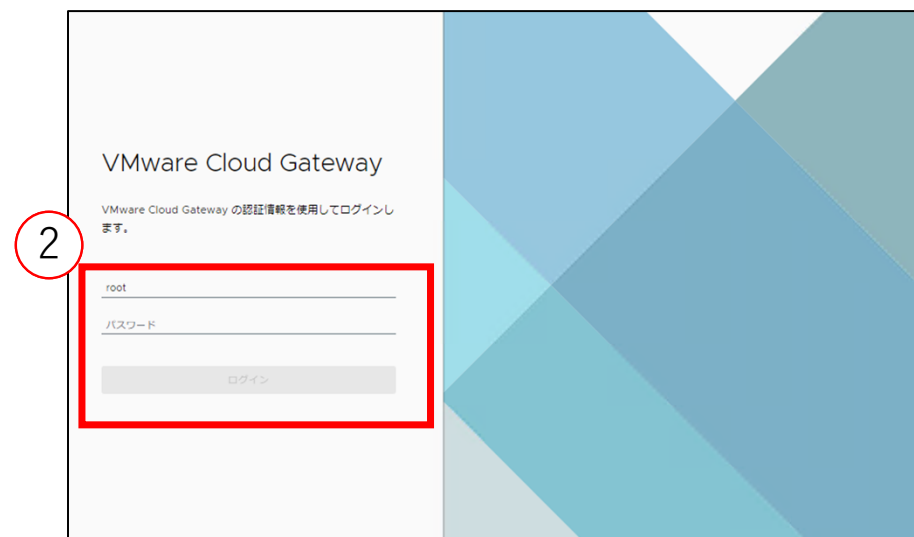 VMware Cloud Gateway
VMware Cloud Gateway の認証情報を使用してログインし
ます。
2
root
パスワード
ログイン